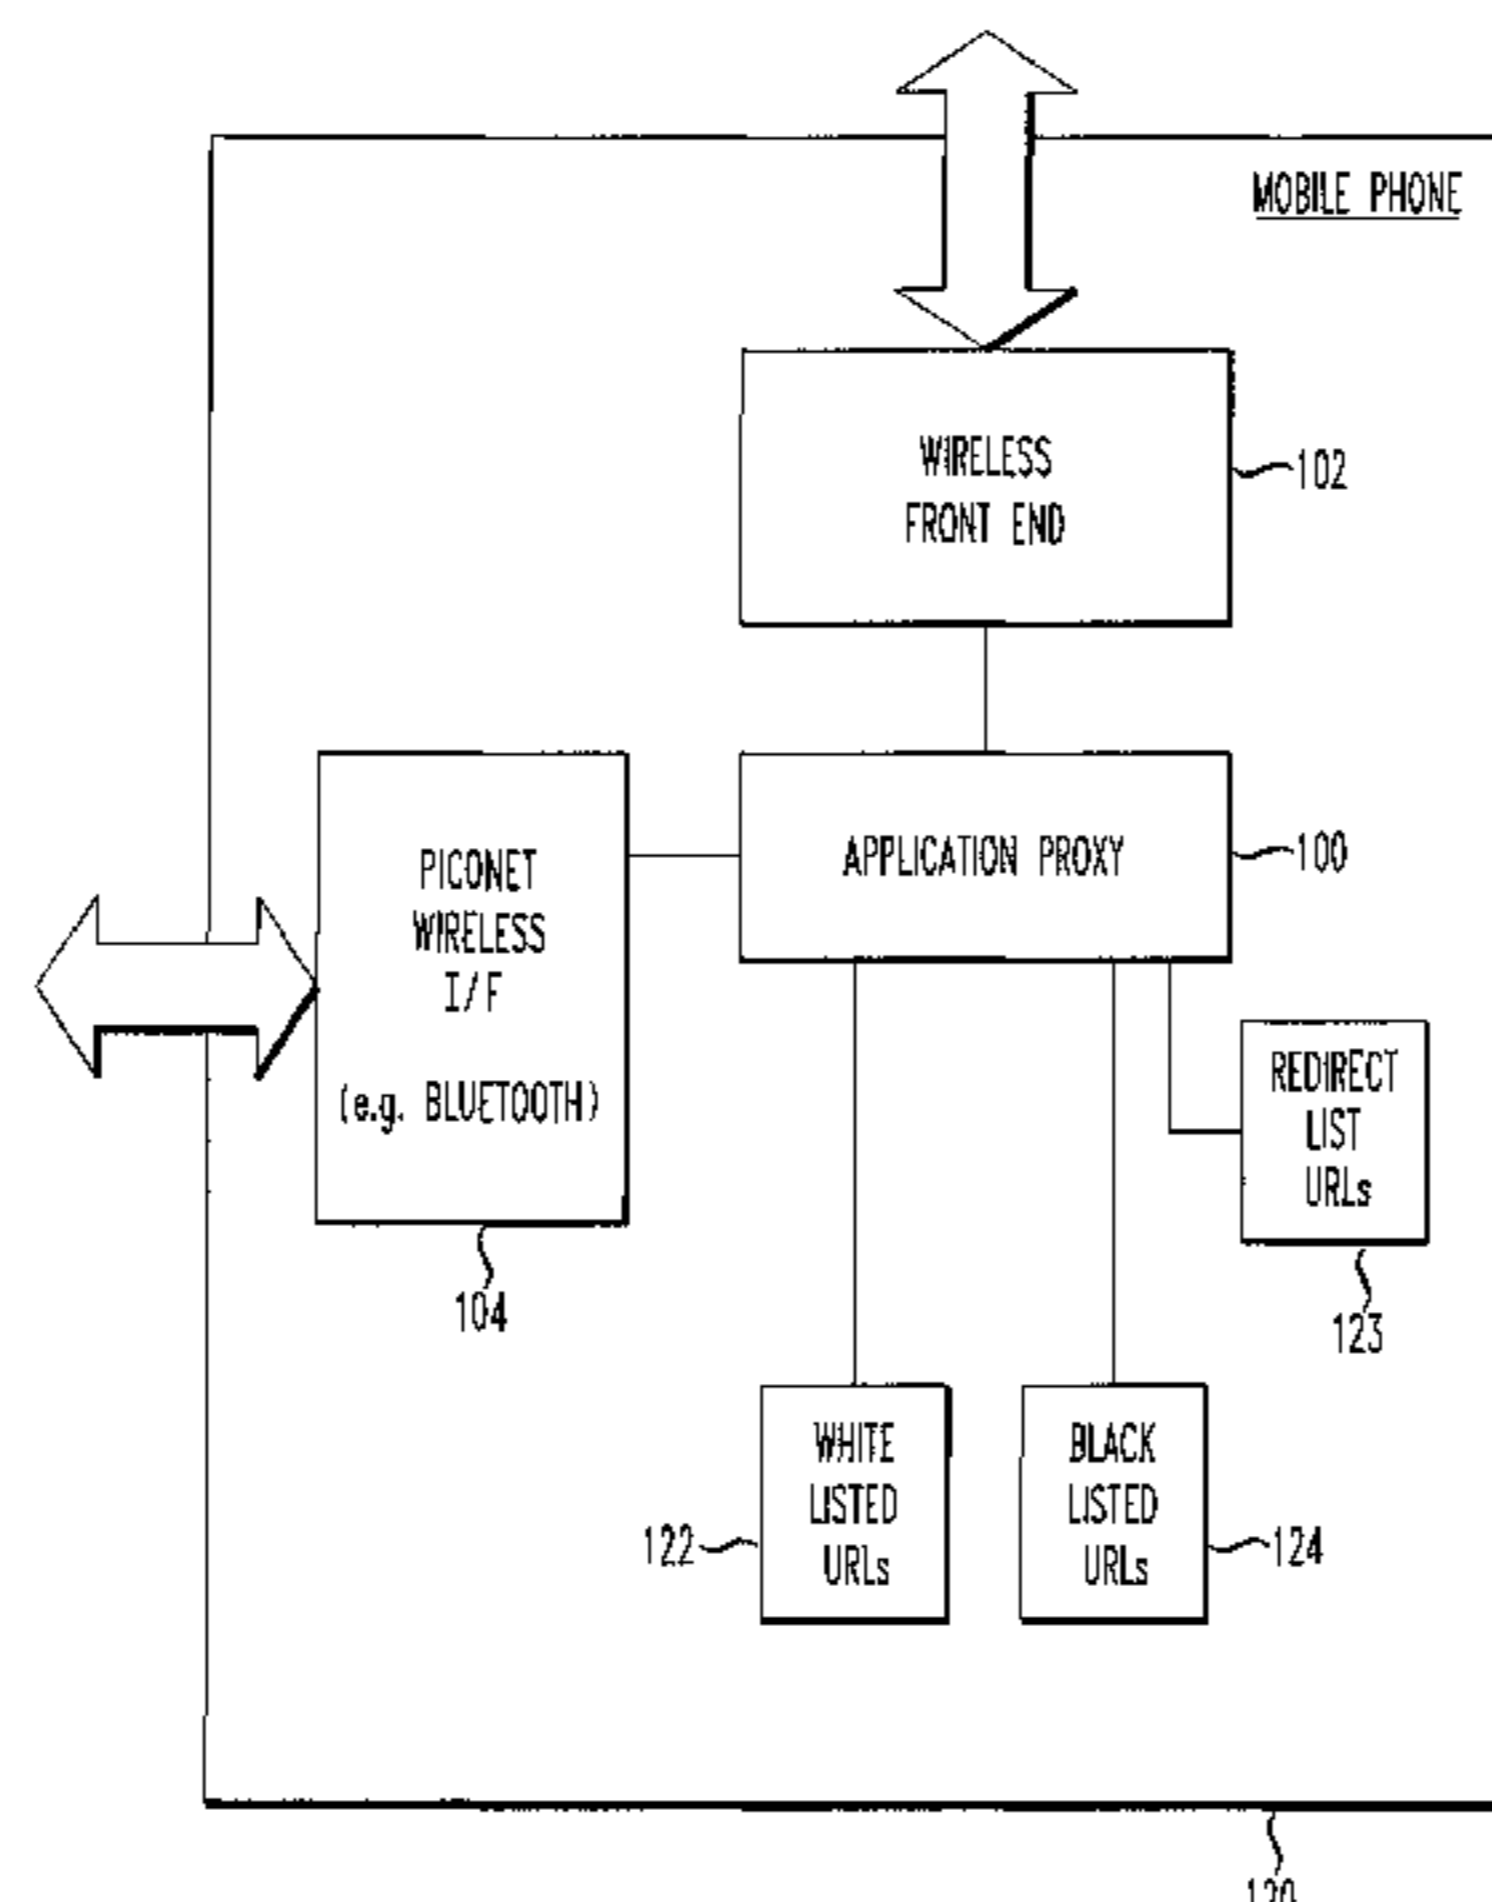 MOBILE PHONE
WIRELESS
FRONT END
102
PICONET
WIRELESS
I/F
(e.g. BLUETOOTH)
104
APPLICATION PROXY
100
REDIRECT
LIST
URLs
123
WHITE
LISTED
URLs
122
BLACK
LISTED
URLs
124